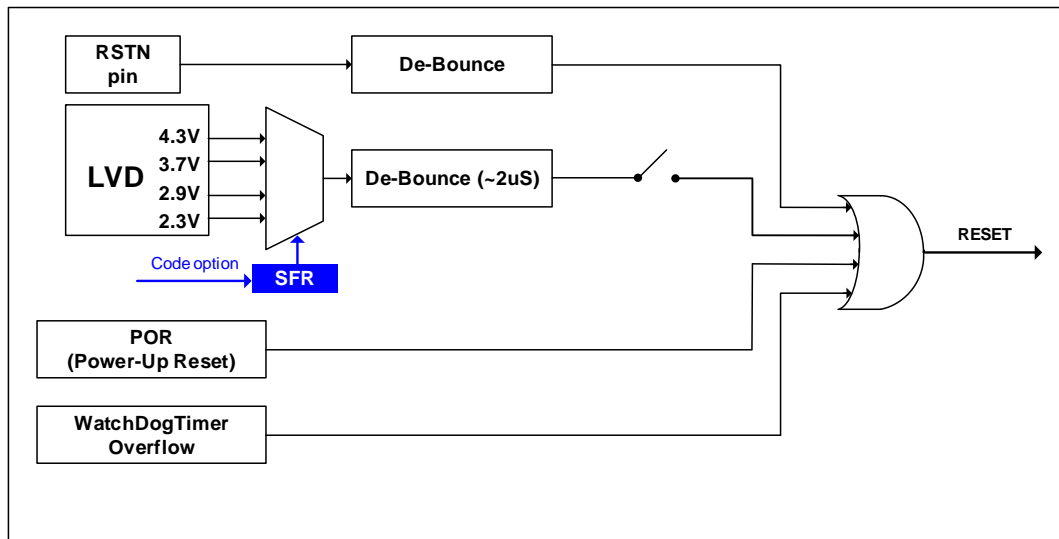 RSTN
pin
De-Bounce
4.3V
3.7V
LVD
2.9V
2.3V
De-Bounce (~2uS)
RESET
Code option
SFR
POR
(Power-Up Reset)
WatchDogTimer
Overflow